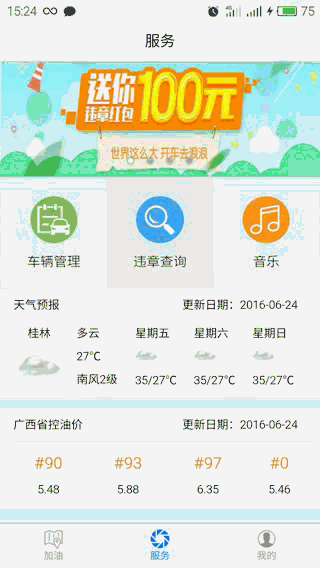 15:24
4G
75
服务
送你
违章红包
100元
世界这么大 开车去浪浪
车辆管理
违章查询
音乐
天气预报
更新日期：2016-06-24
桂林
多云
星期五
星期六
星期日
27℃
南风2级
35/27℃
35/27℃
35/27℃
广西省控油价
更新日期：2016-06-24
#90
#93
#97
#0
5.48
5.88
6.35
5.46
加油
服务
我的